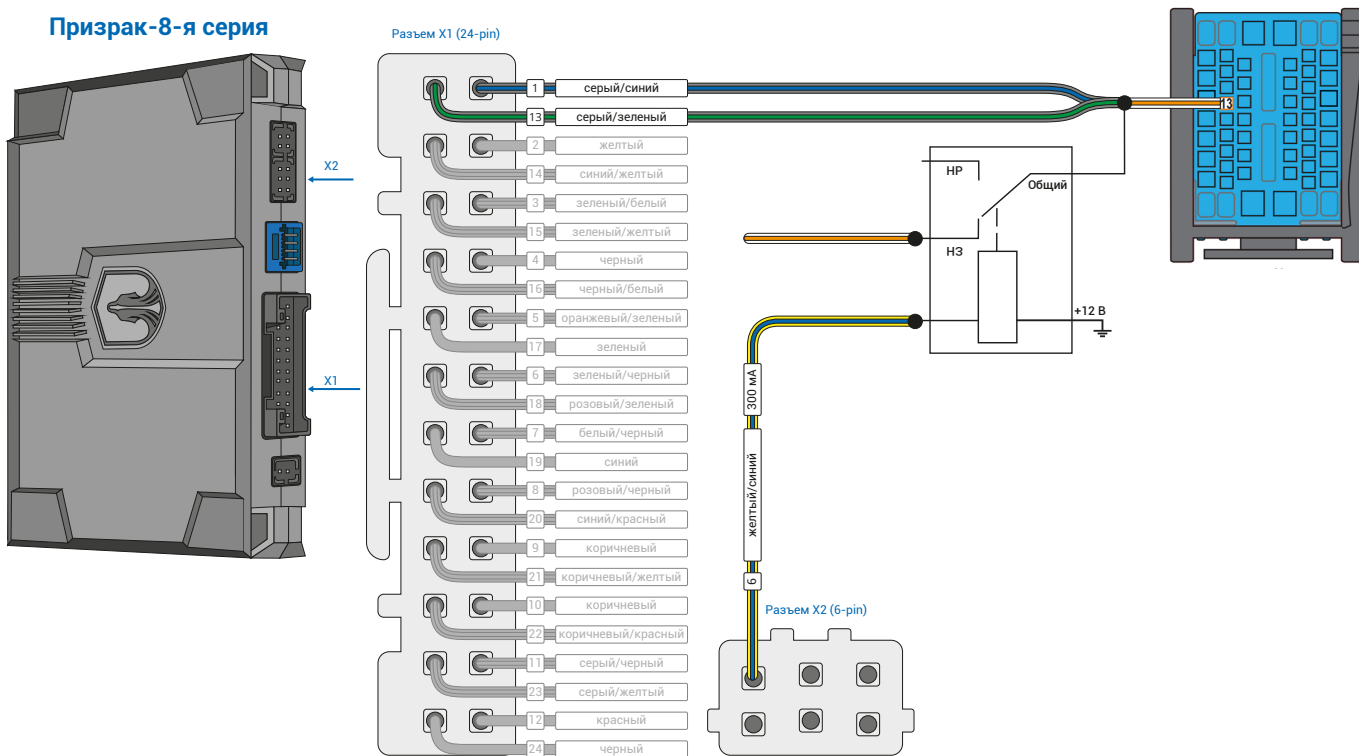 Призрак-8-я серия
Разъем X1 (24-pin)
X2
X1
1 серый/синий
13 серый/зеленый
2 желтый
14 синий/желтый
3 зеленый/белый
15 зеленый/желтый
4 черный
16 черный/белый
5 оранжевый/зеленый
17 зеленый
6 зеленый/черный
18 розовый/зеленый
7 белый/черный
19 синий
8 розовый/черный
20 синий/красный
9 коричневый
21 коричневый/желтый
10 коричневый
22 коричневый/красный
11 серый/черный
23 серый/желтый
12 красный
24 черный
13
НР
Общий
НЗ
+12 В
300 мА
желтый/синий
6
Разъем X2 (6-pin)